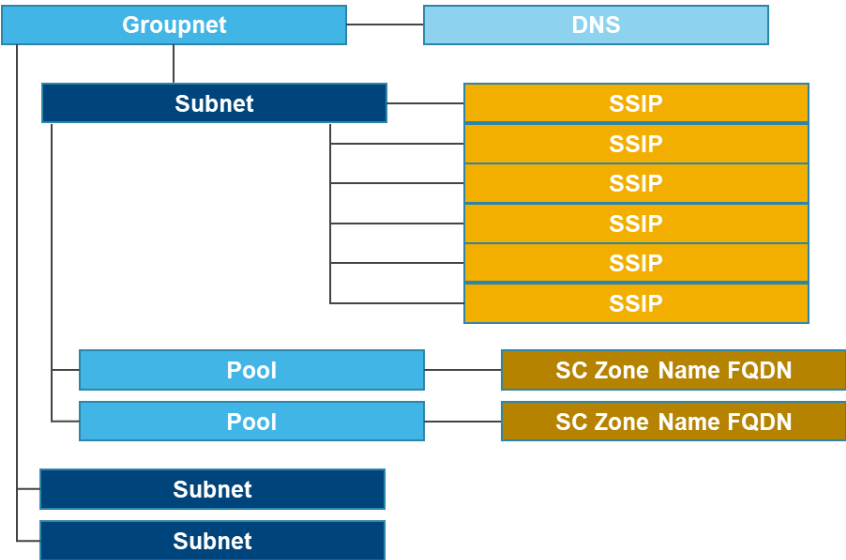 Groupnet
DNS
Subnet
SSIP
SSIP
SSIP
SSIP
SSIP
SSIP
Pool
SC Zone Name FQDN
Pool
SC Zone Name FQDN
Subnet
Subnet